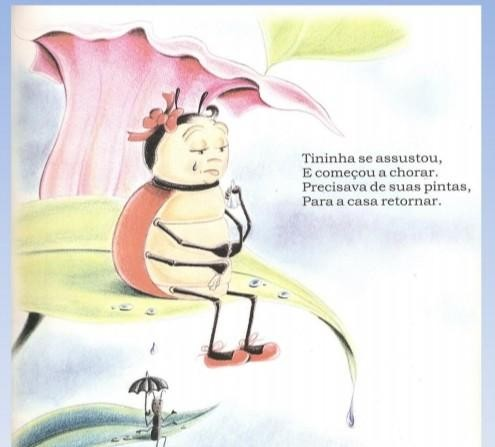 Tininha se assustou,
E começou a chorar.
Precisava de suas pintas,
Para a casa retornar.